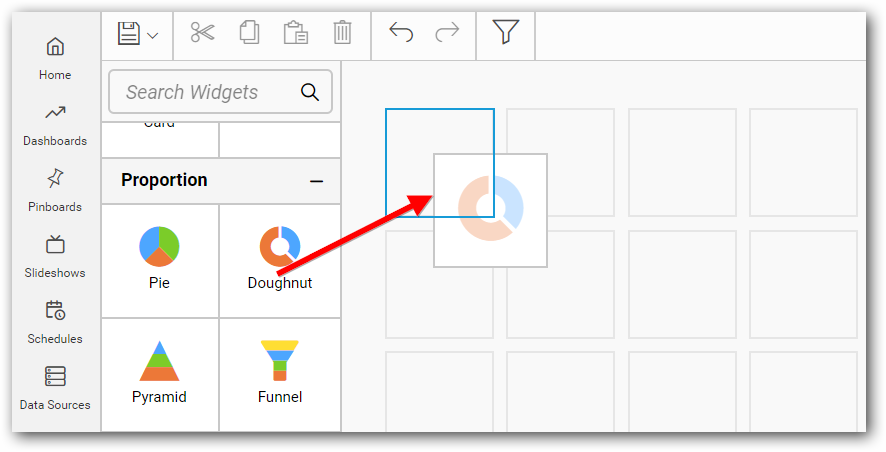 Home
Dashboards
Pinboards
Slideshows
Schedules
Data Sources
Search Widgets
Card
Proportion
Pie
Doughnut
Pyramid
Funnel